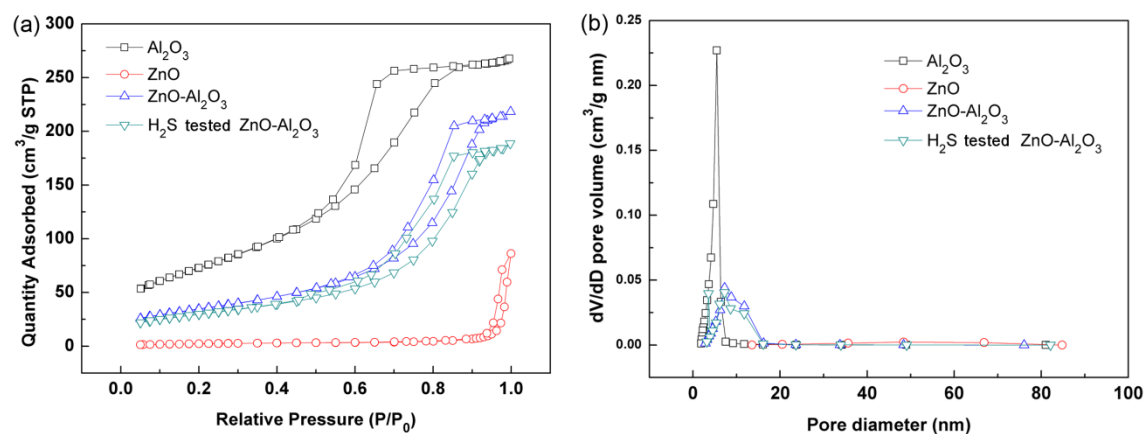 (a)
300
250
200
150
100
50
0
Quantity Adsorbed (cm³/g STP)
Al₂O₃
ZnO
ZnO-Al₂O₃
H₂S tested ZnO-Al₂O₃
0.0 0.2 0.4 0.6 0.8 1.0
Relative Pressure (P/P₀)
(b)
0.25
0.20
0.15
0.10
0.05
0.00
dV/dD pore volume (cm³/g nm)
Al₂O₃
ZnO
ZnO-Al₂O₃
H₂S tested ZnO-Al₂O₃
0 20 40 60 80 100
Pore diameter (nm)